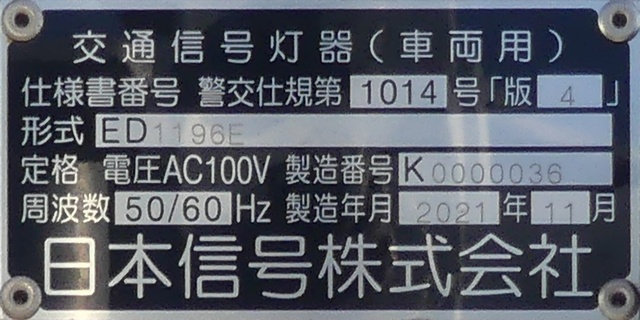 交通信号灯器(車両用)
仕様書番号 警交仕規第 1014 号「版 4 」
形式 ED1196E
定格 電圧AC100V 製造番号 K0000036
周波数 50/60 Hz 製造年月 2021 年 11 月
日本信号株式会社